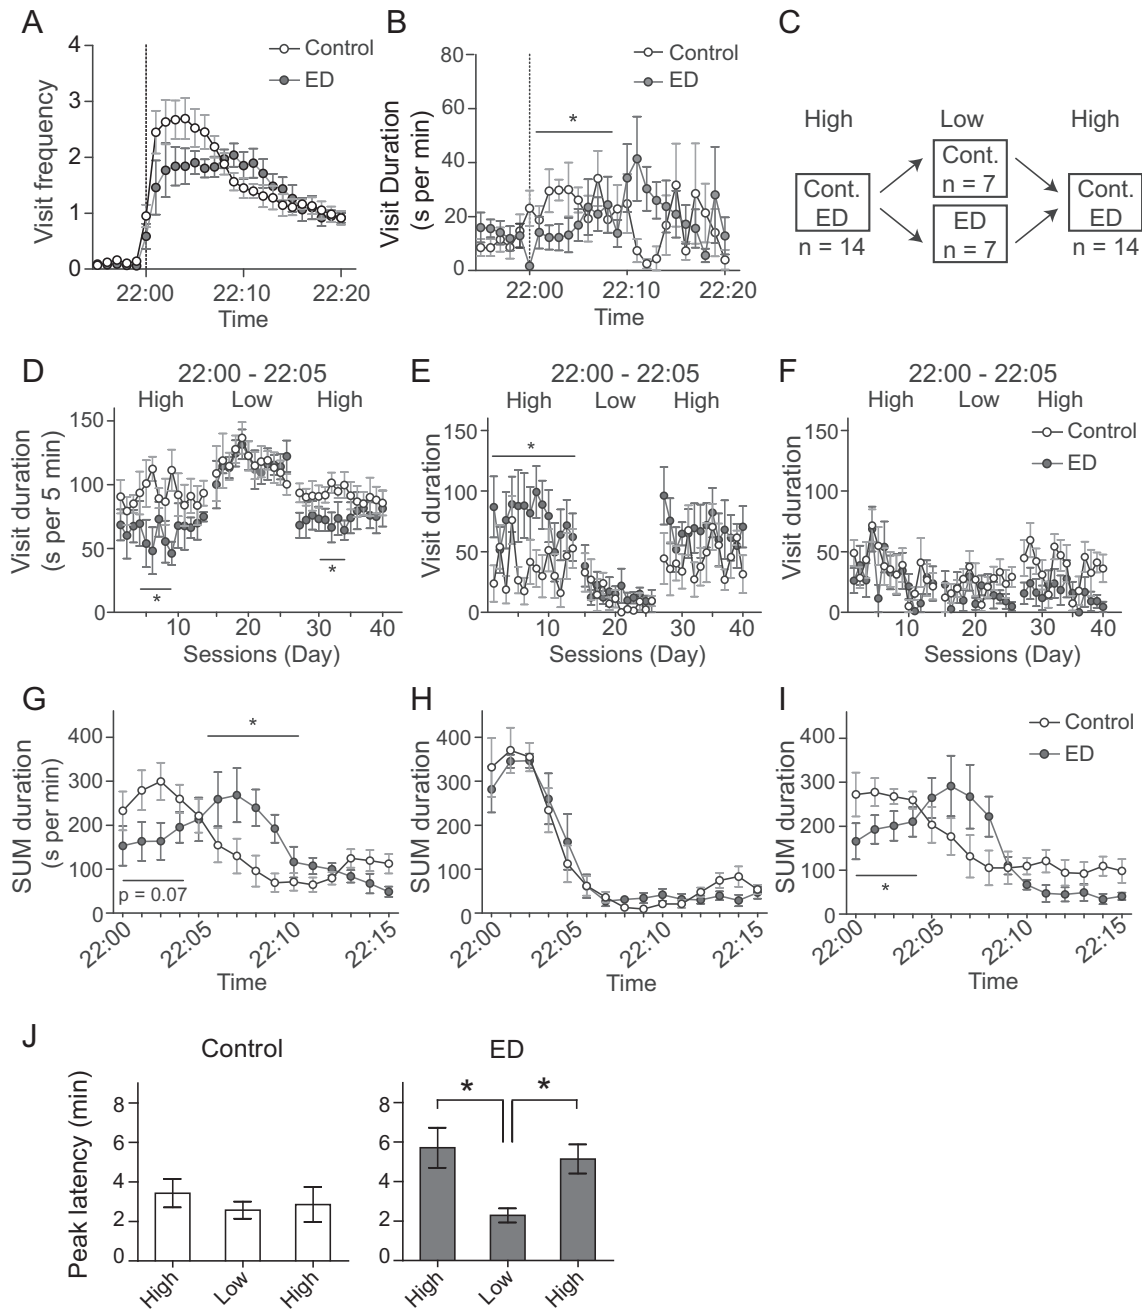 A
Visit frequency
4
3
2
1
0
22:00
22:10
22:20
Time
Control
ED
B
Visit Duration
(s per min)
80
60
40
20
0
*
22:00
22:10
22:20
Time
Control
ED
C
High
Low
High
Cont.
ED
n = 14
Cont.
n = 7
ED
n = 7
Cont.
ED
n = 14
D
22:00 - 22:05
High
Low
High
Visit duration
(s per 5 min)
150
100
50
0
*
*
10
20
30
40
Sessions (Day)
E
22:00 - 22:05
High
Low
High
Visit duration
150
100
50
0
*
10
20
30
40
Sessions (Day)
F
22:00 - 22:05
High
Low
High
Visit duration
150
100
50
0
Control
ED
10
20
30
40
Sessions (Day)
G
SUM duration
(s per min)
400
300
200
100
0
*
p = 0.07
22:00
22:05
22:10
22:15
Time
H
SUM duration
400
300
200
100
0
22:00
22:05
22:10
22:15
Time
I
SUM duration
400
300
200
100
0
*
Control
ED
22:00
22:05
22:10
22:15
Time
J
Control
Peak latency (min)
8
6
4
2
0
High
Low
High
ED
8
6
4
2
0
*
*
High
Low
High